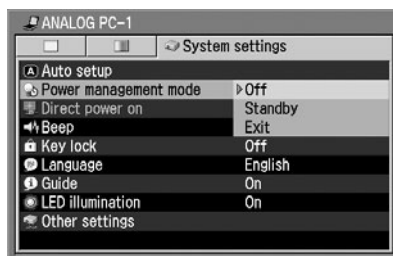 ANALOG PC-1
System settings
A Auto setup
Power management mode Off
Direct power on Standby
Beep Exit
Key lock Off
Language English
Guide On
LED illumination On
Other settings